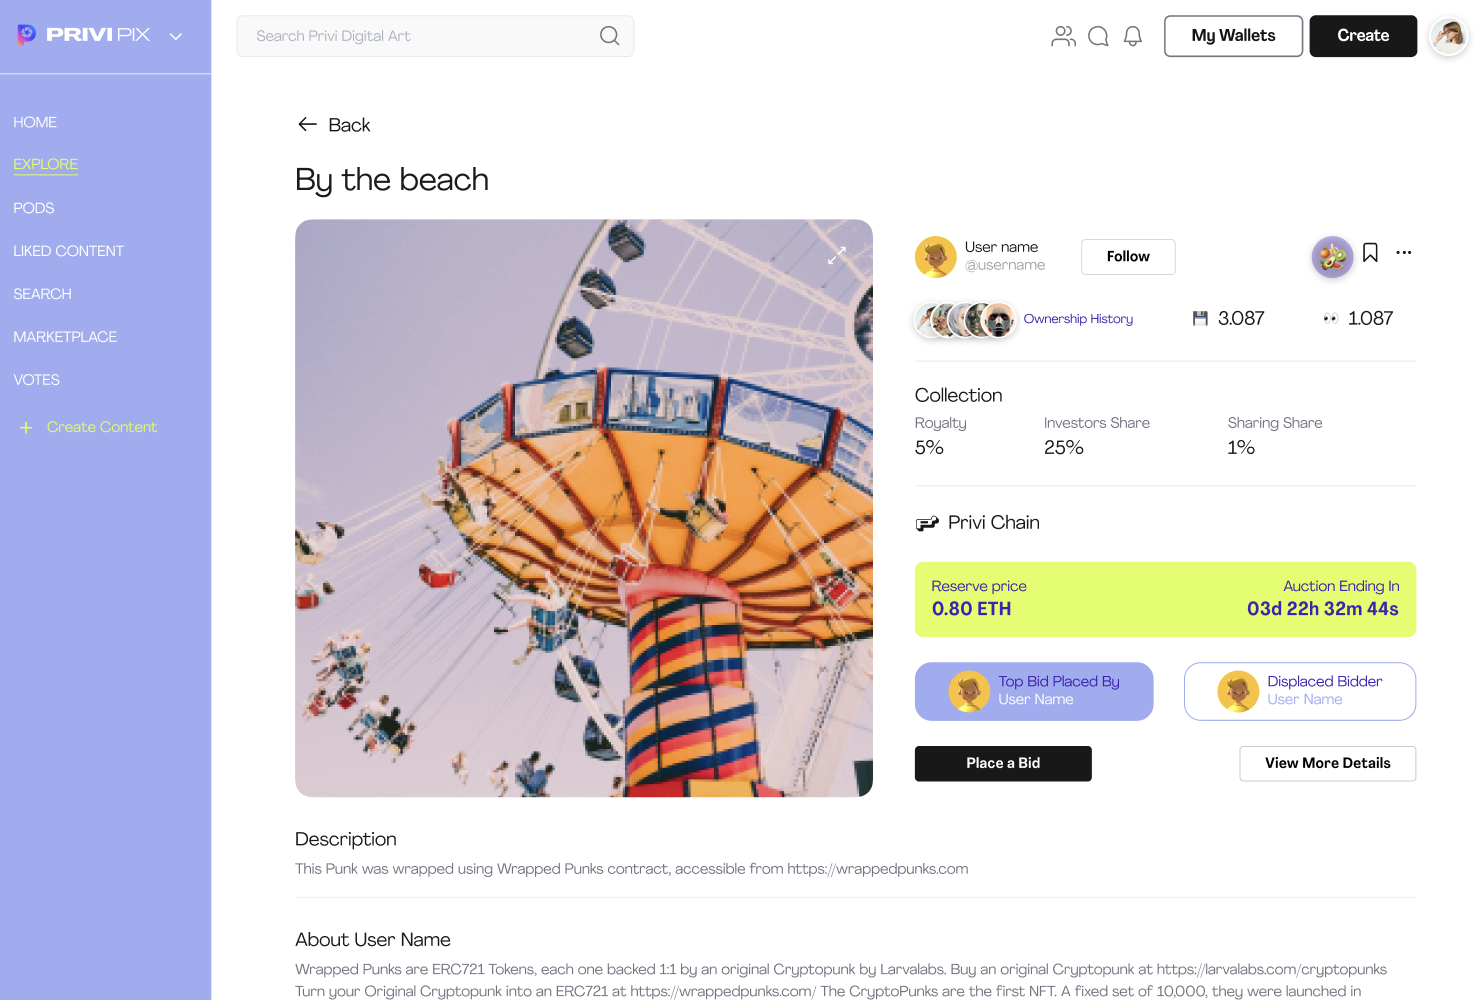 PRIVI PIX
Search Privi Digital Art
My Wallets
Create
HOME
EXPLORE
PODS
LIKED CONTENT
SEARCH
MARKETPLACE
VOTES
Create Content
Back
By the beach
User name
@username
Follow
Ownership History
3.087
1.087
Collection
Royalty
5%
Investors Share
25%
Sharing Share
1%
Privi Chain
Reserve price
0.80 ETH
Auction Ending In
03d 22h 32m 44s
Top Bid Placed By
User Name
Displaced Bidder
User Name
Place a Bid
View More Details
Description
This Punk was wrapped using Wrapped Punks contract, accessible from https://wrappedpunks.com
About User Name
Wrapped Punks are ERC721 Tokens, each one backed 1:1 by an original Cryptopunk by Larvalabs. Buy an original Cryptopunk at https://larvalabs.com/cryptopunks
Turn your Original Cryptopunk into an ERC721 at https://wrappedpunks.com/ The CryptoPunks are the first NFT. A fixed set of 10,000, they were launched in